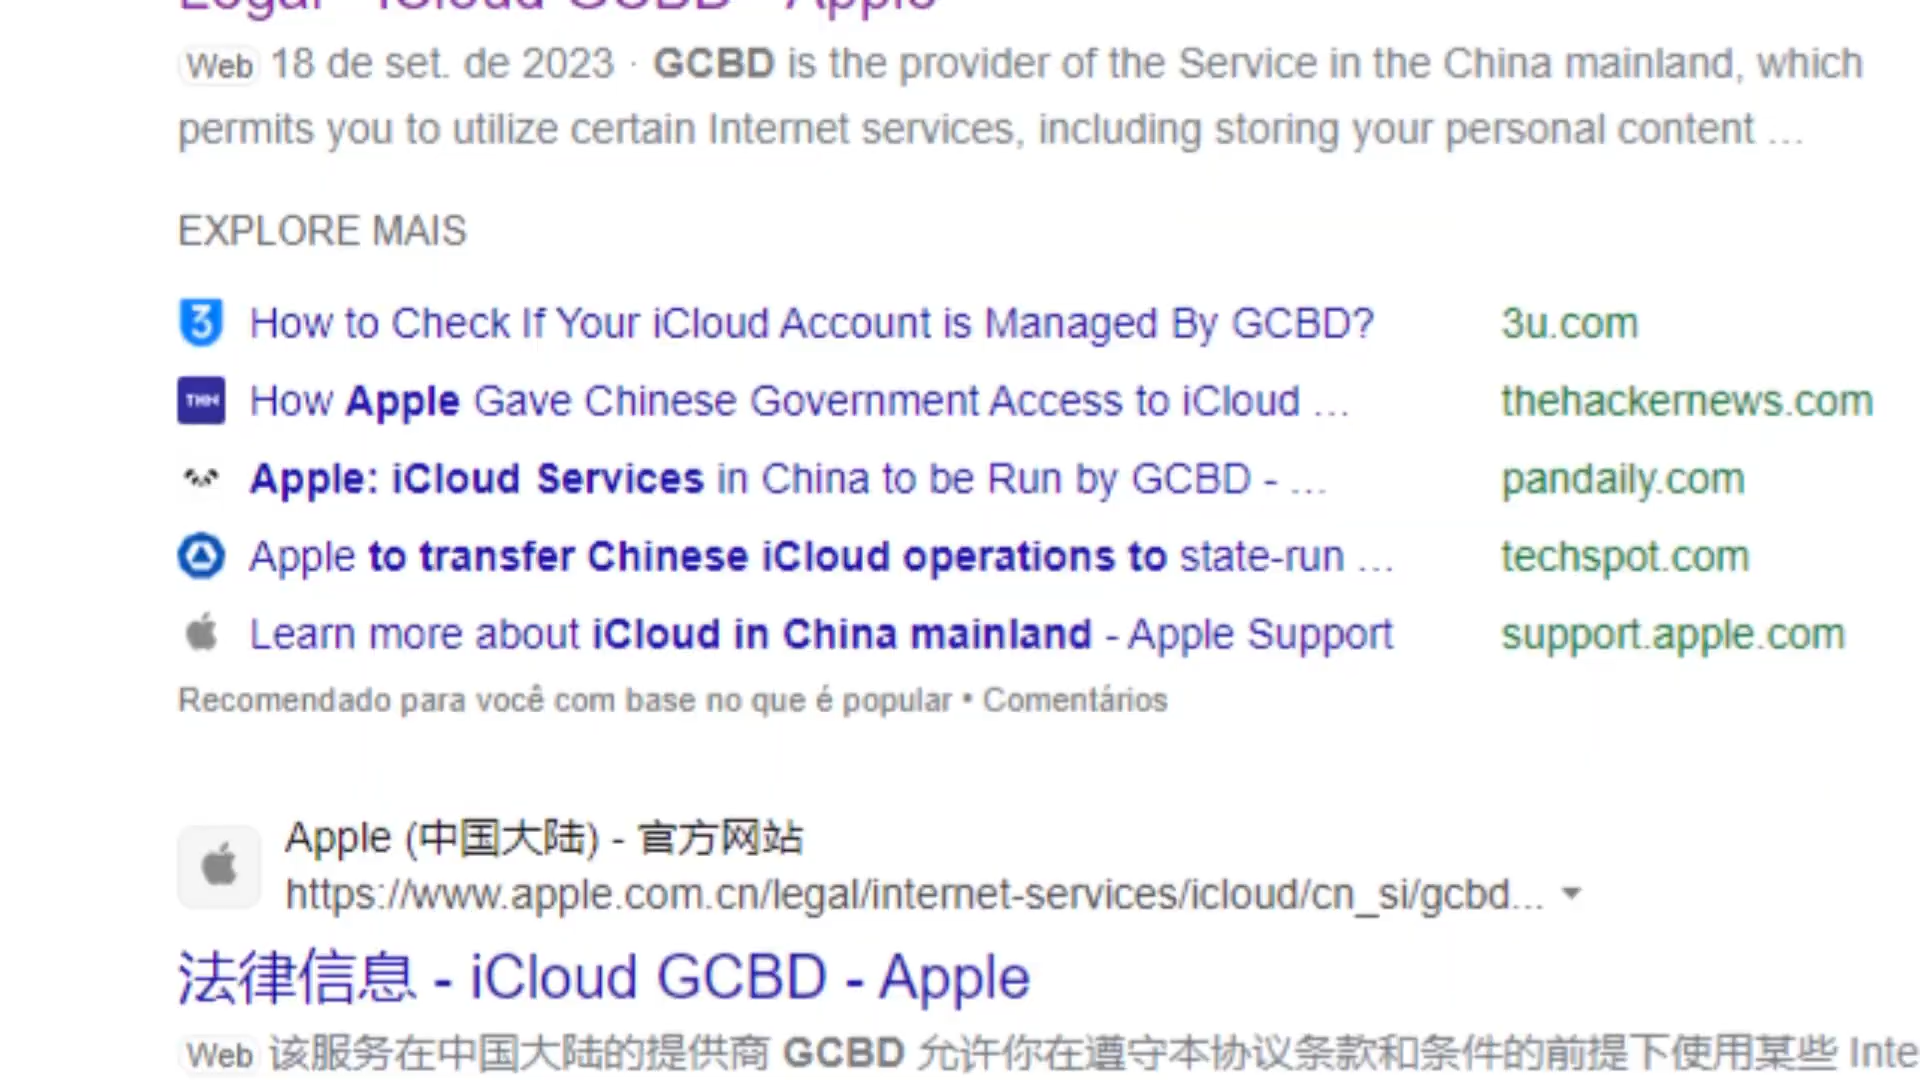 Legal - iCloud GCBD - Apple
Web 18 de set. de 2023 · GCBD is the provider of the Service in the China mainland, which
permits you to utilize certain Internet services, including storing your personal content ...
EXPLORE MAIS
How to Check If Your iCloud Account is Managed By GCBD? 3u.com
THN How Apple Gave Chinese Government Access to iCloud ... thehackernews.com
Apple: iCloud Services in China to be Run by GCBD - ... pandaily.com
Apple to transfer Chinese iCloud operations to state-run ... techspot.com
Learn more about iCloud in China mainland - Apple Support support.apple.com
Recomendado para você com base no que é popular • Comentários
Apple (中国大陆) - 官方网站
https://www.apple.com.cn/legal/internet-services/icloud/cn_si/gcbd...
法律信息 - iCloud GCBD - Apple
Web 该服务在中国大陆的提供商 GCBD 允许你在遵守本协议条款和条件的前提下使用某些 Inte